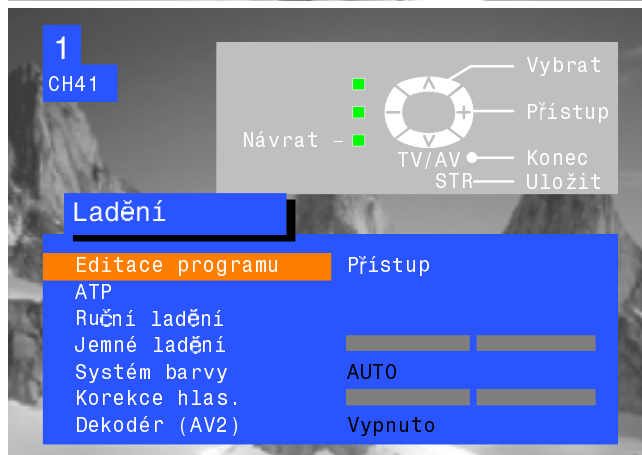 1
CH41
Vybrat
Přístup
Návrat –
TV/AV Konec
STR Uložit
Ladění
Editace programu Přístup
ATP
Ruční ladění
Jemné ladění
Systém barvy AUTO
Korekce hlas.
Dekodér (AV2) Vypnuto